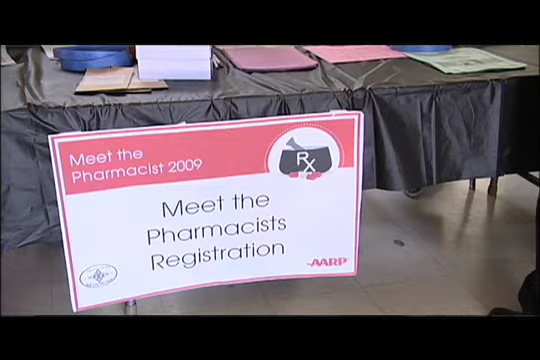 Meet the
Pharmacist 2009
RX
Meet the
Pharmacists
Registration
AARP